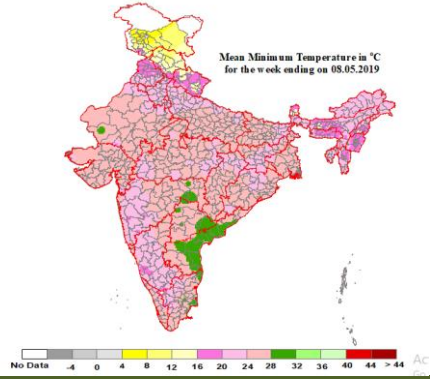 Mean Minimum Temperature in °C
for the week ending on 08.05.2019
No Data -4 0 4 8 12 16 20 24 28 32 36 40 44 > 44
Ac